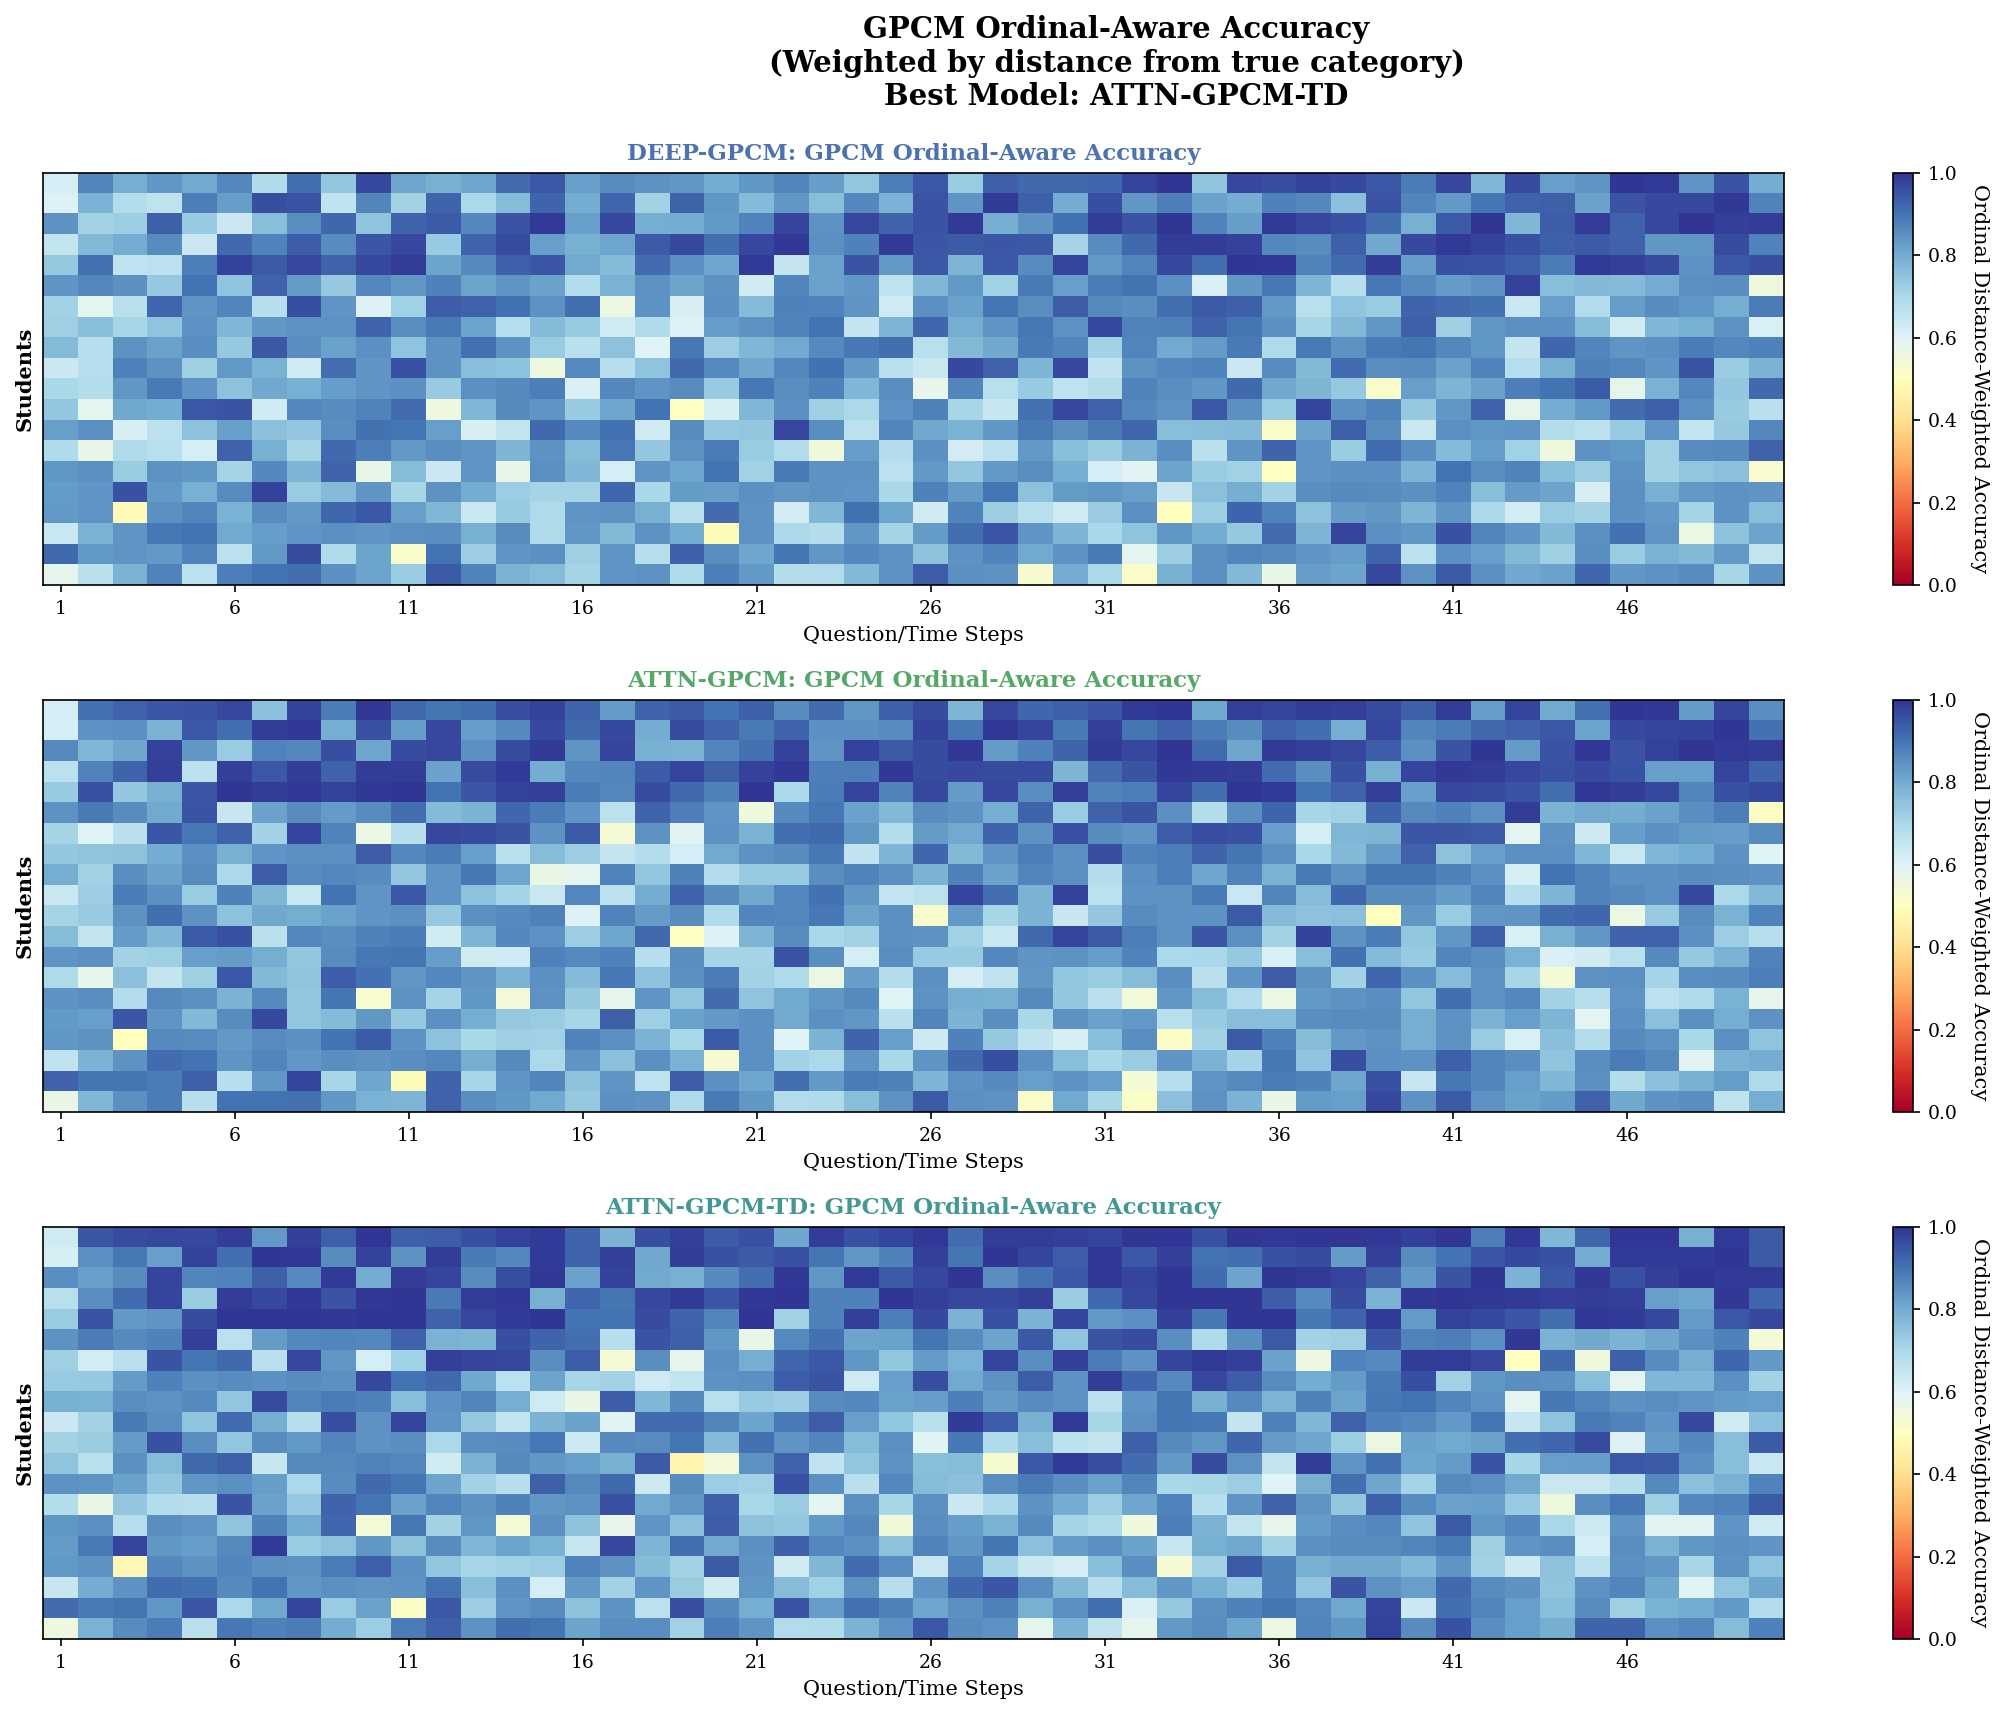 GPCM Ordinal-Aware Accuracy
(Weighted by distance from true category)
Best Model: ATTN-GPCM-TD
DEEP-GPCM: GPCM Ordinal-Aware Accuracy
Students
1 6 11 16 21 26 31 36 41 46
Question/Time Steps
1.0
0.8
0.6
0.4
0.2
0.0
Ordinal Distance-Weighted Accuracy
ATTN-GPCM: GPCM Ordinal-Aware Accuracy
Students
1 6 11 16 21 26 31 36 41 46
Question/Time Steps
1.0
0.8
0.6
0.4
0.2
0.0
Ordinal Distance-Weighted Accuracy
ATTN-GPCM-TD: GPCM Ordinal-Aware Accuracy
Students
1 6 11 16 21 26 31 36 41 46
Question/Time Steps
1.0
0.8
0.6
0.4
0.2
0.0
Ordinal Distance-Weighted Accuracy